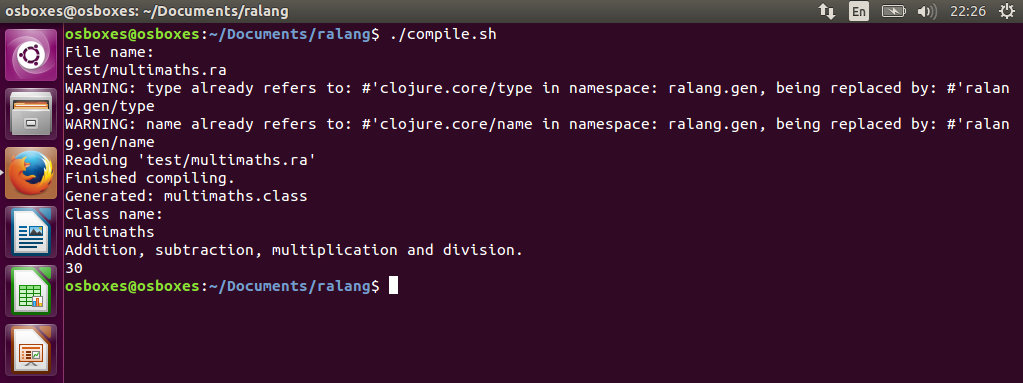 osboxes@osboxes: ~/Documents/ralang
En
22:26
osboxes@osboxes:~/Documents/ralang$ ./compile.sh
File name:
test/multimaths.ra
WARNING: type already refers to: #'clojure.core/type in namespace: ralang.gen, being replaced by: #'ralan
g.gen/type
WARNING: name already refers to: #'clojure.core/name in namespace: ralang.gen, being replaced by: #'ralan
g.gen/name
Reading 'test/multimaths.ra'
Finished compiling.
Generated: multimaths.class
Class name:
multimaths
Addition, subtraction, multiplication and division.
30
osboxes@osboxes:~/Documents/ralang$